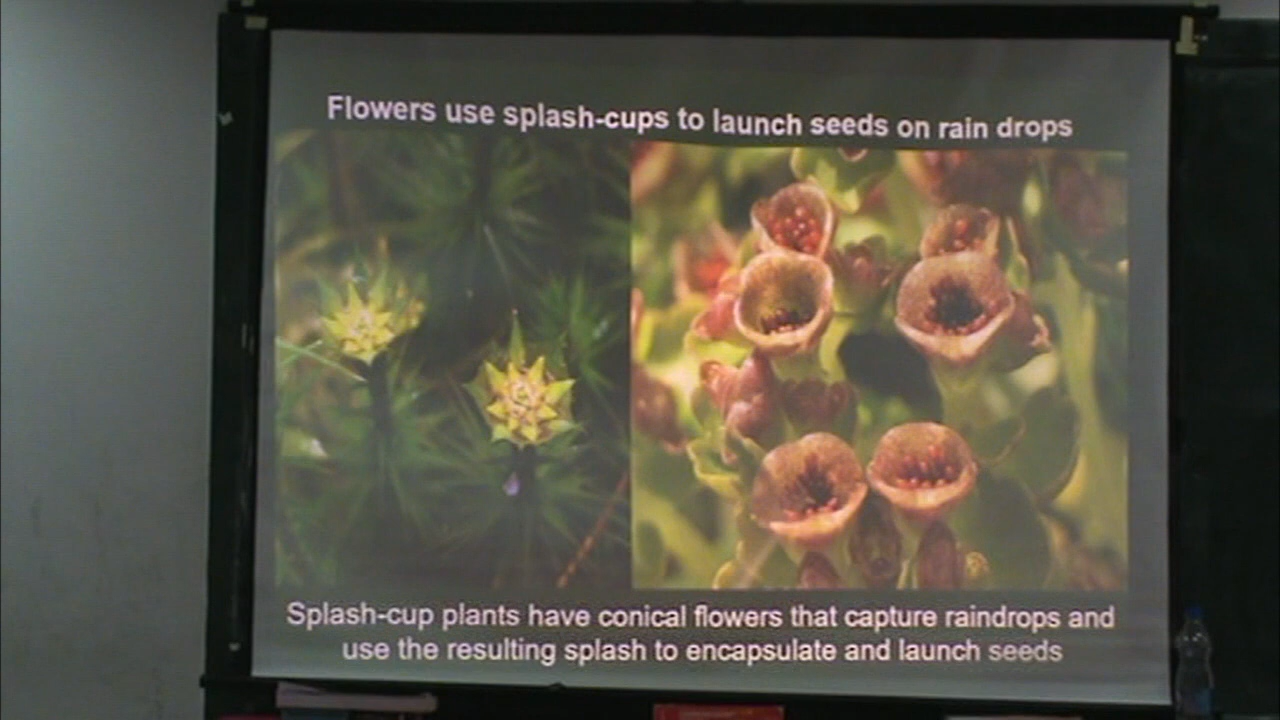 Flowers use splash-cups to launch seeds on rain drops
Splash-cup plants have conical flowers that capture raindrops and
use the resulting splash to encapsulate and launch seeds